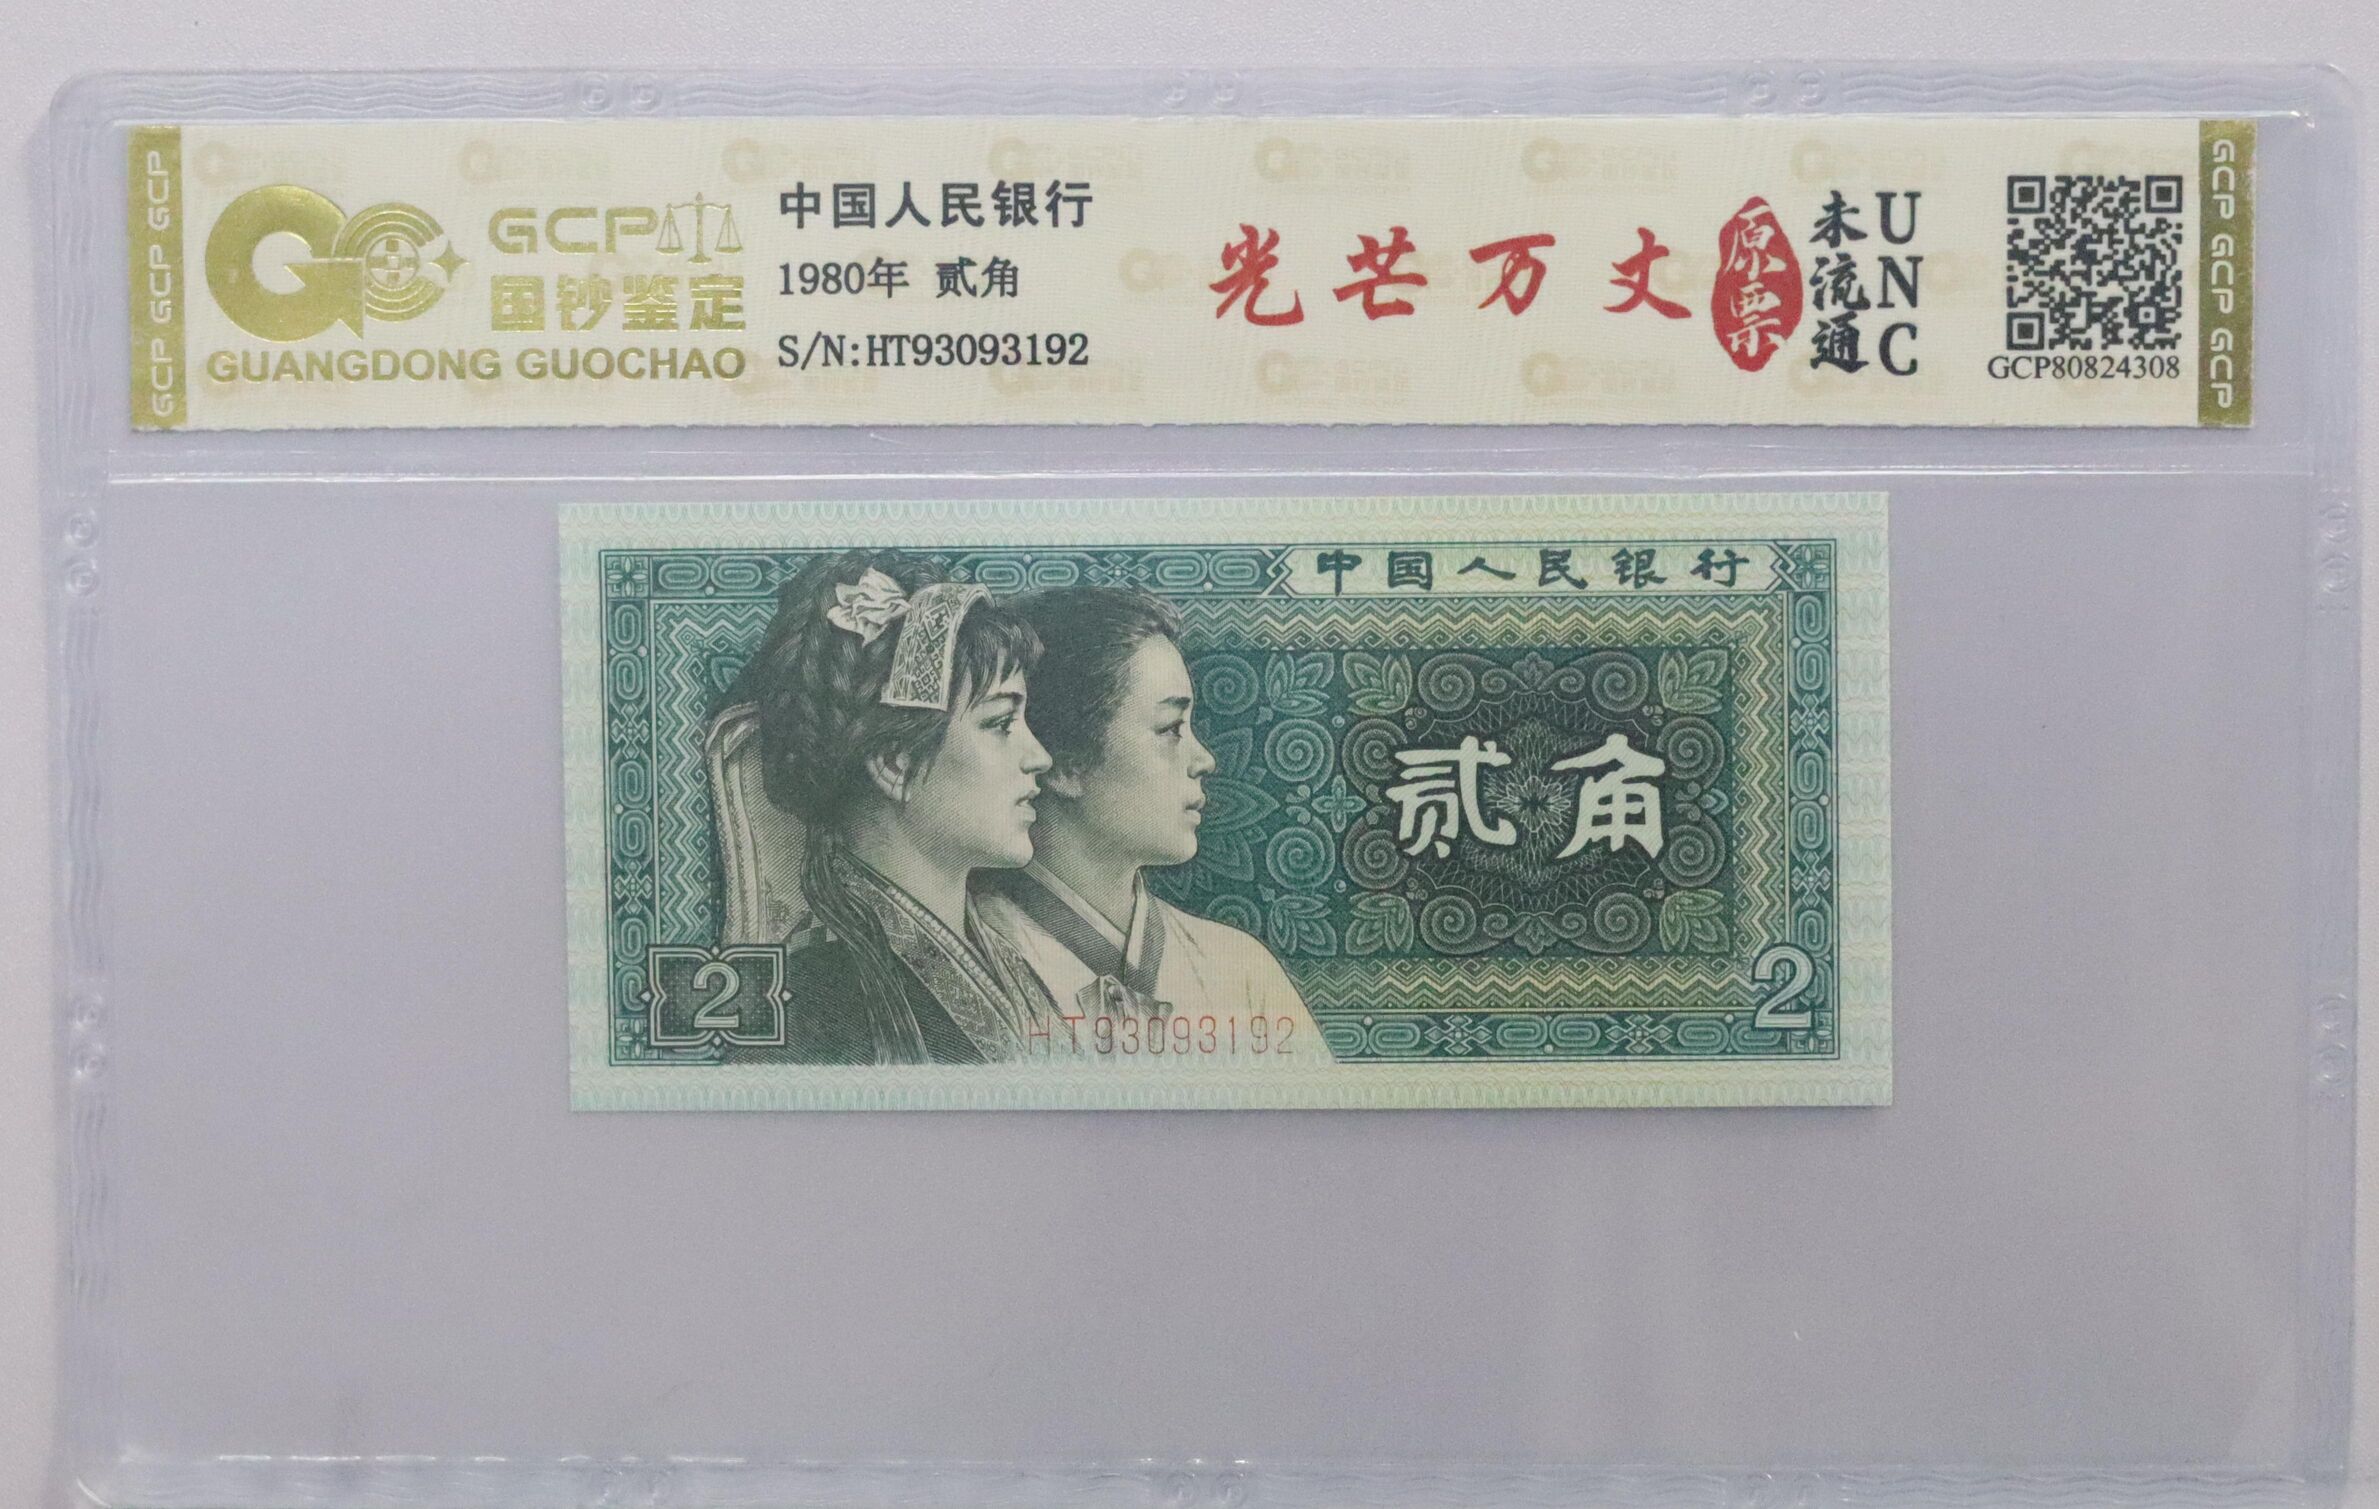 GCP GCP GCP
GCP
国钞鉴定
GUANGDONG GUOCHAO
中国人民银行
1980年 贰角
S/N:HT93093192
光芒万丈
原票
未流通
UNC
GCP80824308
GCP GCP GCP
中国人民银行
贰角
2
2
HT93093192